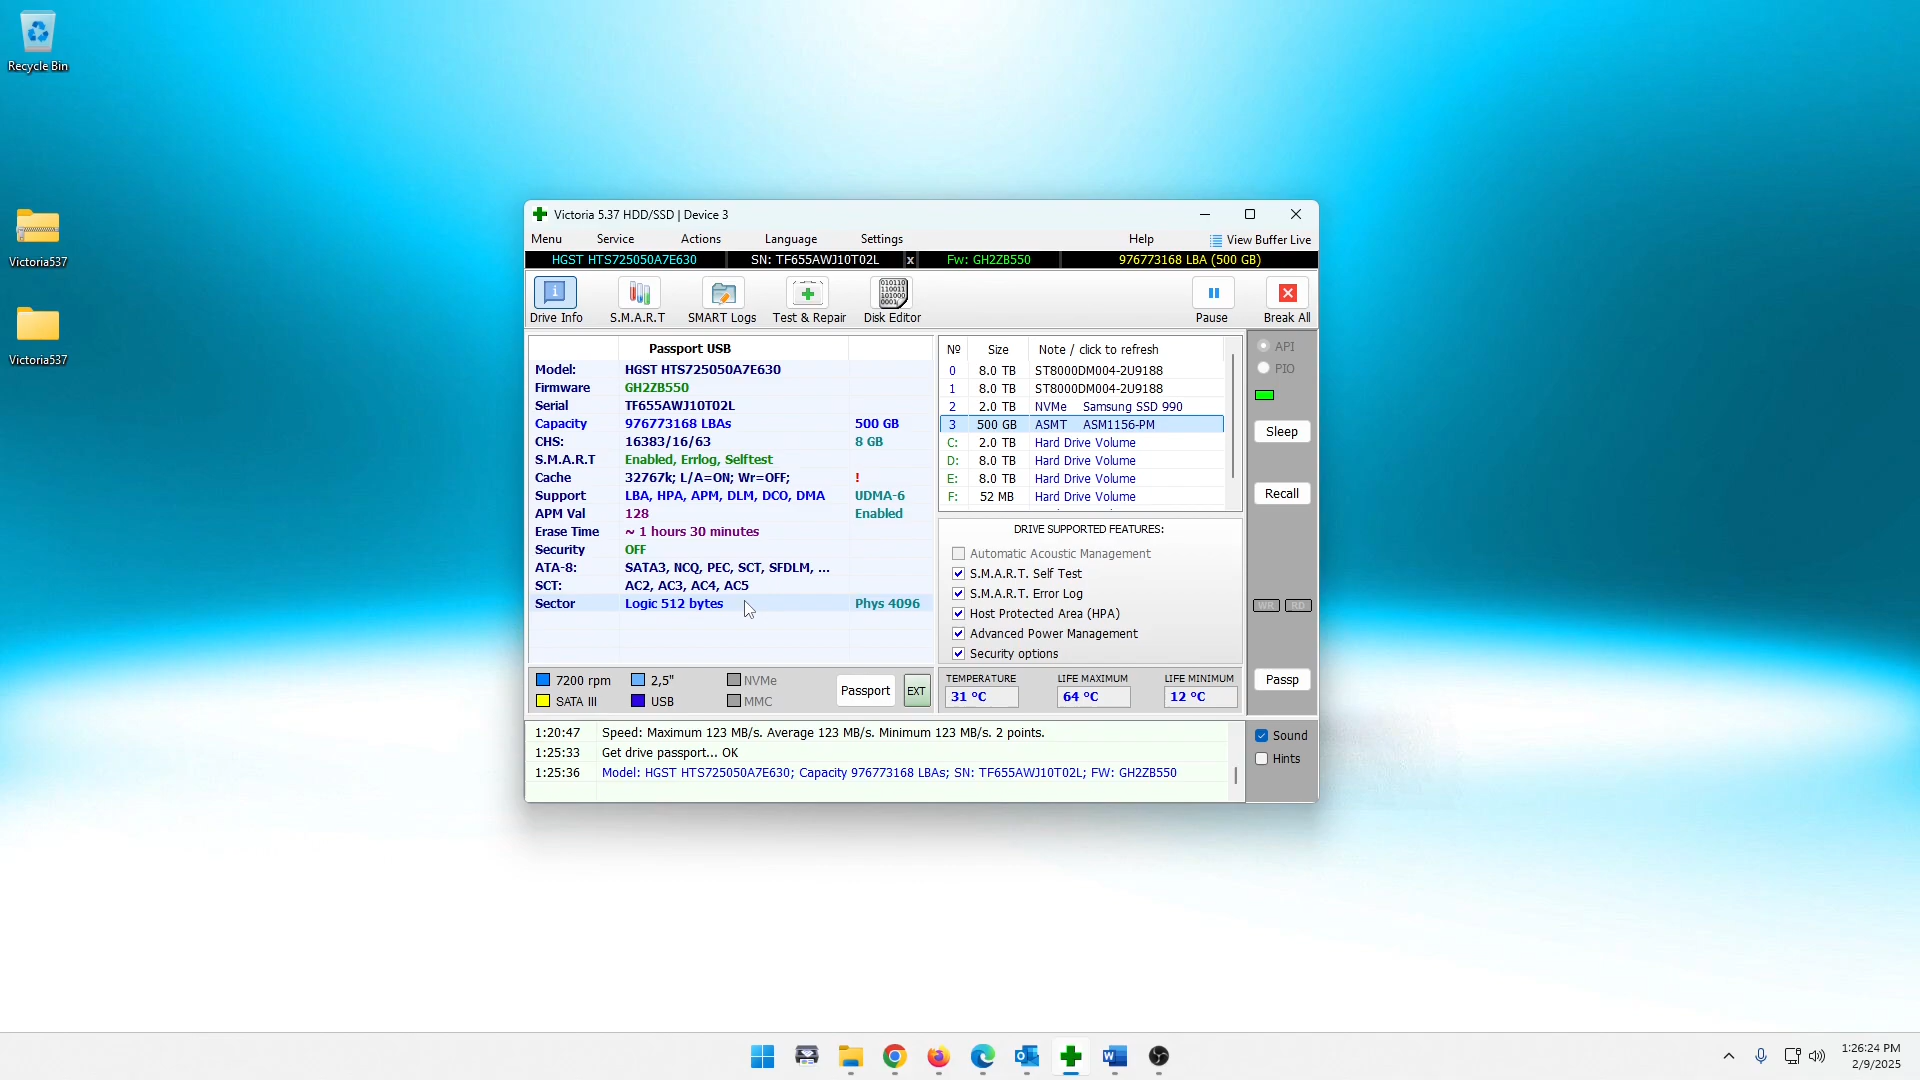 Recycle Bin
Victoria537
Victoria537
Victoria 5.37 HDD/SSD | Device 3
Menu Service Actions Language Settings Help View Buffer Live
HGST HTS725050A7E630 SN: TF655AWJ10T02L x Fw: GH2ZB550 976773168 LBA (500 GB)
Drive Info S.M.A.R.T SMART Logs Test & Repair Disk Editor Pause Break All
Passport USB
Model: HGST HTS725050A7E630
Firmware GH2ZB550
Serial TF655AWJ10T02L
Capacity 976773168 LBAs 500 GB
CHS: 16383/16/63 8 GB
S.M.A.R.T Enabled, Errlog, Selftest
Cache 32767k; L/A=ON; Wr=OFF; !
Support LBA, HPA, APM, DLM, DCO, DMA UDMA-6
APM Val 128 Enabled
Erase Time ~ 1 hours 30 minutes
Security OFF
ATA-8: SATA3, NCQ, PEC, SCT, SFDLM, ...
SCT: AC2, AC3, AC4, AC5
Sector Logic 512 bytes Phys 4096
7200 rpm 2,5" NVMe
SATA III USB MMC
Passport EXT
Nº Size Note / click to refresh
0 8.0 TB ST8000DM004-2U9188
1 8.0 TB ST8000DM004-2U9188
2 2.0 TB NVMe Samsung SSD 990
3 500 GB ASMT ASM1156-PM
C: 2.0 TB Hard Drive Volume
D: 8.0 TB Hard Drive Volume
E: 8.0 TB Hard Drive Volume
F: 52 MB Hard Drive Volume
DRIVE SUPPORTED FEATURES:
Automatic Acoustic Management
S.M.A.R.T. Self Test
S.M.A.R.T. Error Log
Host Protected Area (HPA)
Advanced Power Management
Security options
TEMPERATURE LIFE MAXIMUM LIFE MINIMUM
31 °C 64 °C 12 °C
API
PIO
Sleep
Recall
WR RD
Passp
1:20:47 Speed: Maximum 123 MB/s. Average 123 MB/s. Minimum 123 MB/s. 2 points.
1:25:33 Get drive passport... OK
1:25:36 Model: HGST HTS725050A7E630; Capacity 976773168 LBAs; SN: TF655AWJ10T02L; FW: GH2ZB550
Sound
Hints
1:26:24 PM
2/9/2025